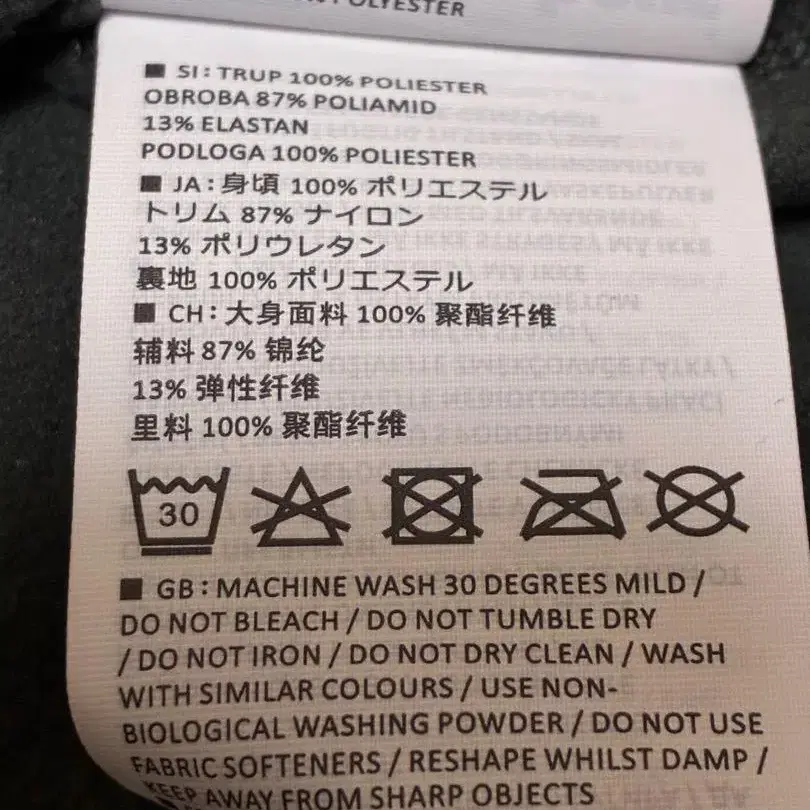 POLYESTER
■ SI: TRUP 100% POLIESTER
OBROBA 87% POLIAMID
13% ELASTAN
PODLOGA 100% POLIESTER
■ JA: 身頃 100% ポリエステル
トリム 87% ナイロン
13% ポリウレタン
裏地 100% ポリエステル
■ CH: 大身面料 100% 聚酯纤维
辅料 87% 锦纶
13% 弹性纤维
里料 100% 聚酯纤维
30
■ GB: MACHINE WASH 30 DEGREES MILD /
DO NOT BLEACH / DO NOT TUMBLE DRY
/ DO NOT IRON / DO NOT DRY CLEAN / WASH
WITH SIMILAR COLOURS / USE NON-
BIOLOGICAL WASHING POWDER / DO NOT USE
FABRIC SOFTENERS / RESHAPE WHILST DAMP /
KEEP AWAY FROM SHARP OBJECTS